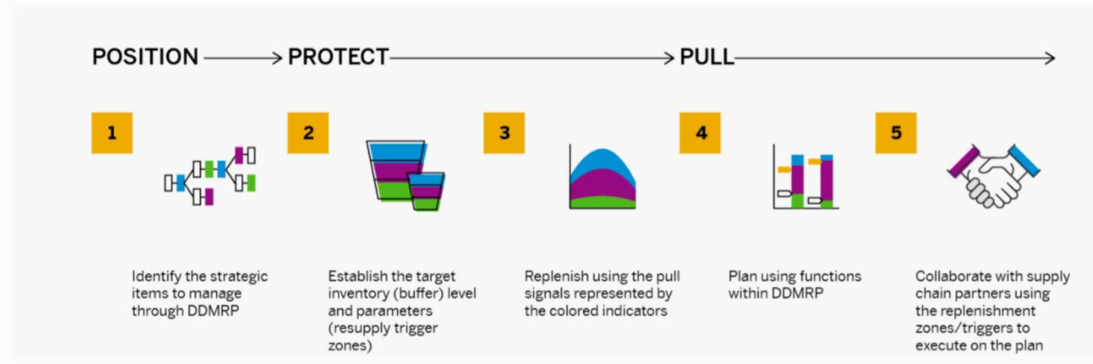 POSITION
PROTECT
PULL
1
2
3
4
5
Identify the strategic
items to manage
through DDMRP
Establish the target
inventory (buffer) level
and parameters
(resupply trigger
zones)
Replenish using the pull
signals represented by
the colored indicators
Plan using functions
within DDMRP
Collaborate with supply
chain partners using
the replenishment
zones/triggers to
execute on the plan